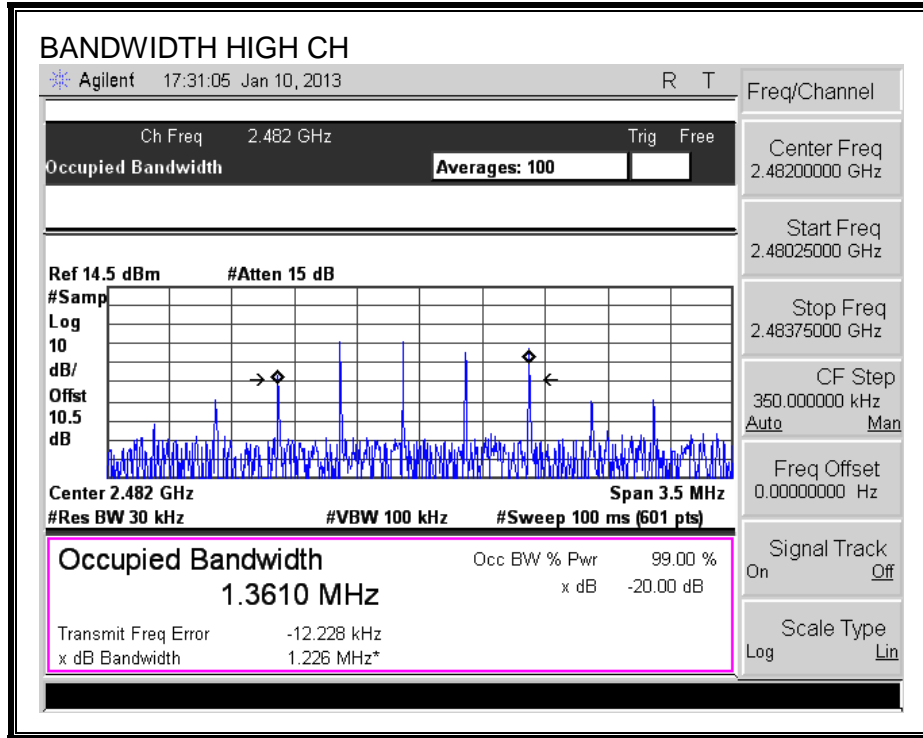 BANDWIDTH HIGH CH
Agilent 17:31:05 Jan 10, 2013 R T
Freq/Channel
Ch Freq 2.482 GHz Trig Free
Occupied Bandwidth Averages: 100
Center Freq
2.48200000 GHz
Start Freq
2.48025000 GHz
Stop Freq
2.48375000 GHz
CF Step
350.000000 kHz
Auto Man
Freq Offset
0.00000000 Hz
Signal Track
On Off
Scale Type
Log Lin
Ref 14.5 dBm #Atten 15 dB
#Samp
Log
10
dB/
Offst
10.5
dB
Center 2.482 GHz Span 3.5 MHz
#Res BW 30 kHz #VBW 100 kHz #Sweep 100 ms (601 pts)
Occupied Bandwidth Occ BW % Pwr 99.00 %
1.3610 MHz x dB -20.00 dB
Transmit Freq Error -12.228 kHz
x dB Bandwidth 1.226 MHz*